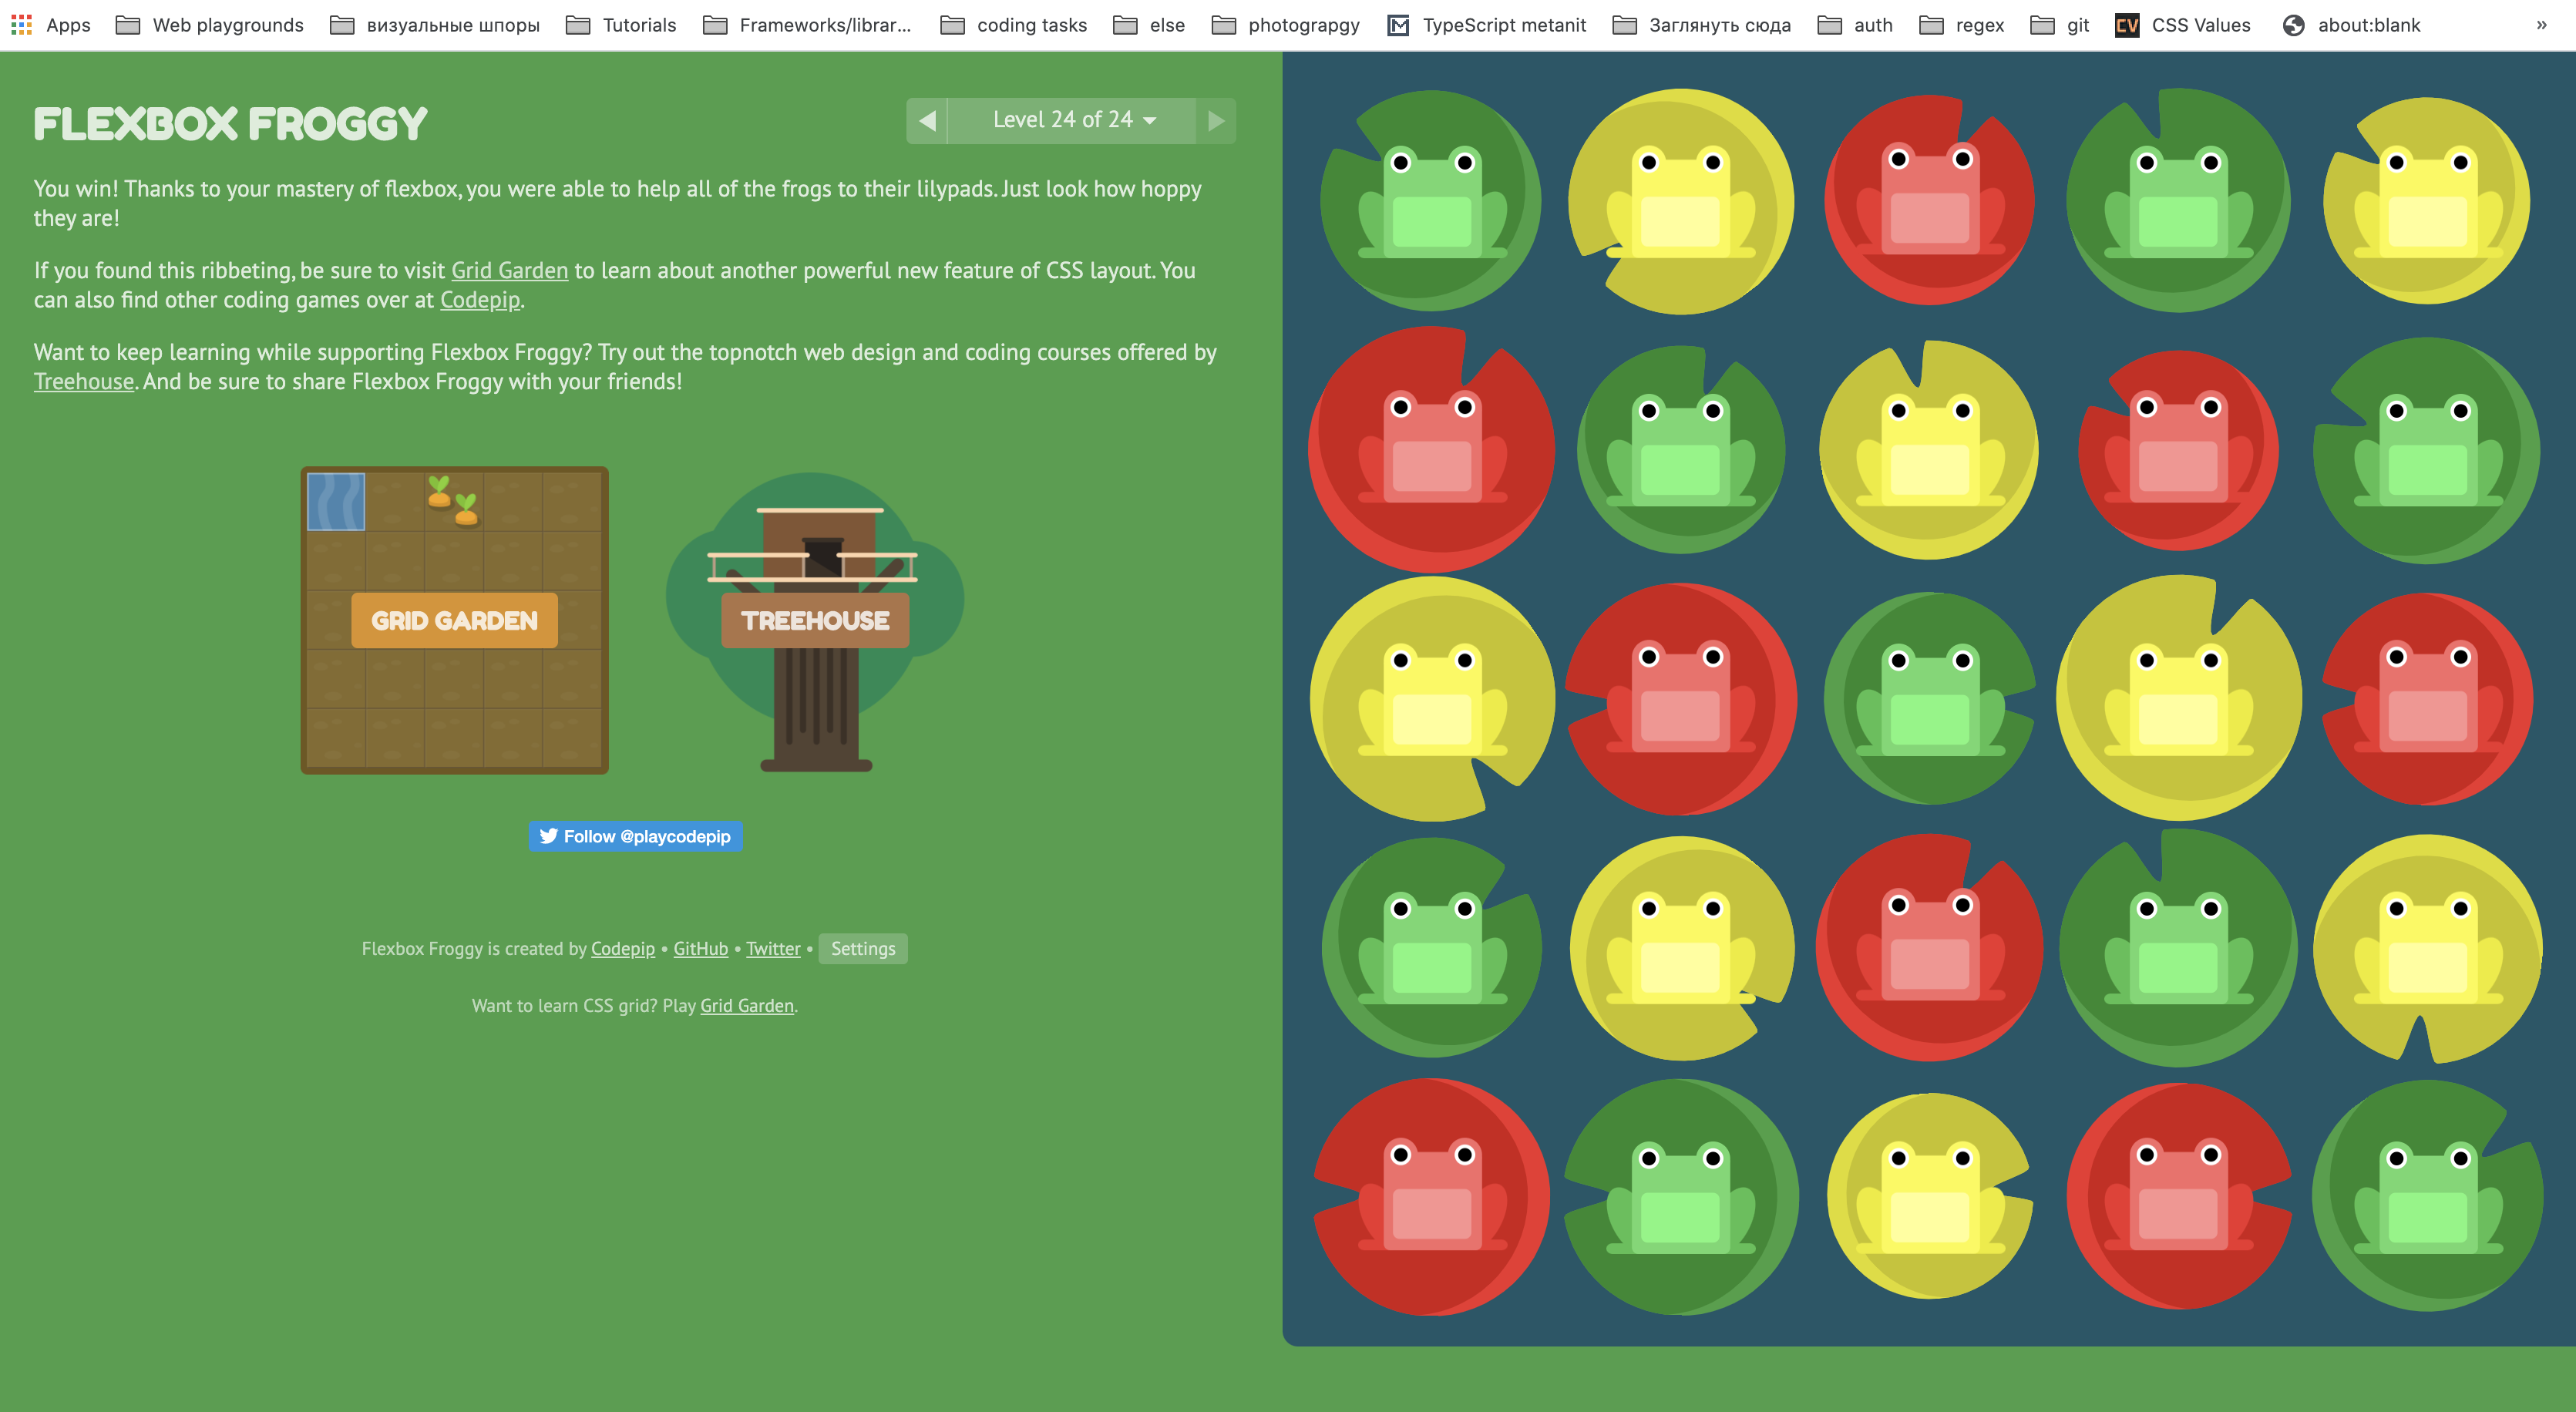 Apps Web playgrounds визуальные шпоры Tutorials Frameworks/librar... coding tasks else photograpgy TypeScript metanit Заглянуть сюда auth regex git CV CSS Values about:blank »
FLEXBOX FROGGY
Level 24 of 24
You win! Thanks to your mastery of flexbox, you were able to help all of the frogs to their lilypads. Just look how hoppy
they are!
If you found this ribbeting, be sure to visit Grid Garden to learn about another powerful new feature of CSS layout. You
can also find other coding games over at Codepip.
Want to keep learning while supporting Flexbox Froggy? Try out the topnotch web design and coding courses offered by
Treehouse. And be sure to share Flexbox Froggy with your friends!
GRID GARDEN
TREEHOUSE
Follow @playcodepip
Flexbox Froggy is created by Codepip • GitHub • Twitter • Settings
Want to learn CSS grid? Play Grid Garden.